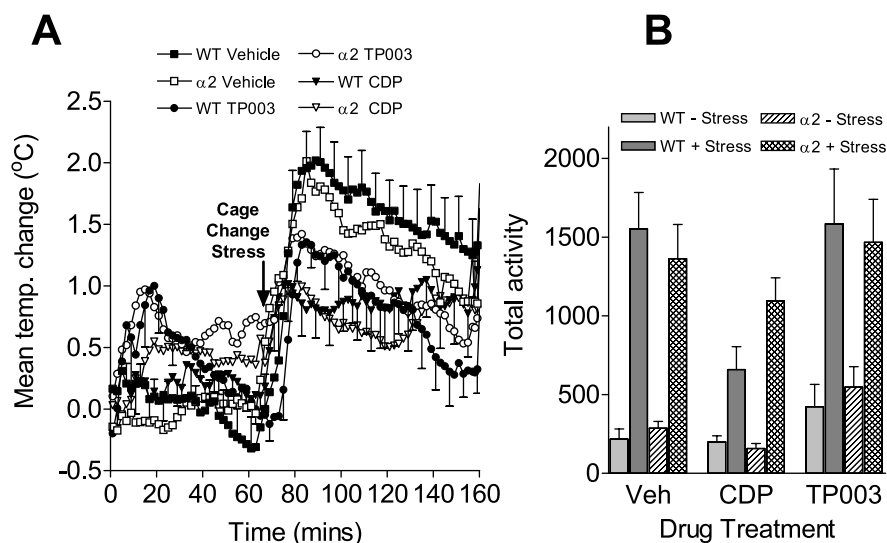 A
WT Vehicle
α2 TP003
α2 Vehicle
WT CDP
WT TP003
α2 CDP
2.5
2.0
1.5
1.0
0.5
0.0
-0.5
Mean temp. change (°C)
Cage
Change
Stress
0 20 40 60 80 100 120 140 160
Time (mins)
B
WT - Stress α2 - Stress
WT + Stress α2 + Stress
2000
1500
1000
500
0
Total activity
Veh CDP TP003
Drug Treatment